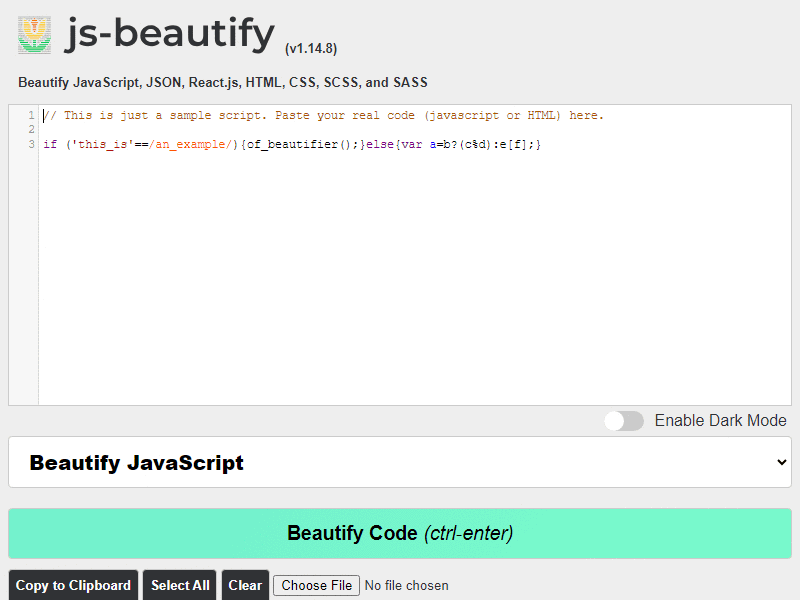 js-beautify (v1.14.8)
Beautify JavaScript, JSON, React.js, HTML, CSS, SCSS, and SASS
1 // This is just a sample script. Paste your real code (javascript or HTML) here.
2
3 if ('this_is'==/an_example/){of_beautifier();}else{var a=b?(c%d):e[f];}
Enable Dark Mode
Beautify JavaScript
Beautify Code (ctrl-enter)
Copy to Clipboard Select All Clear Choose File No file chosen